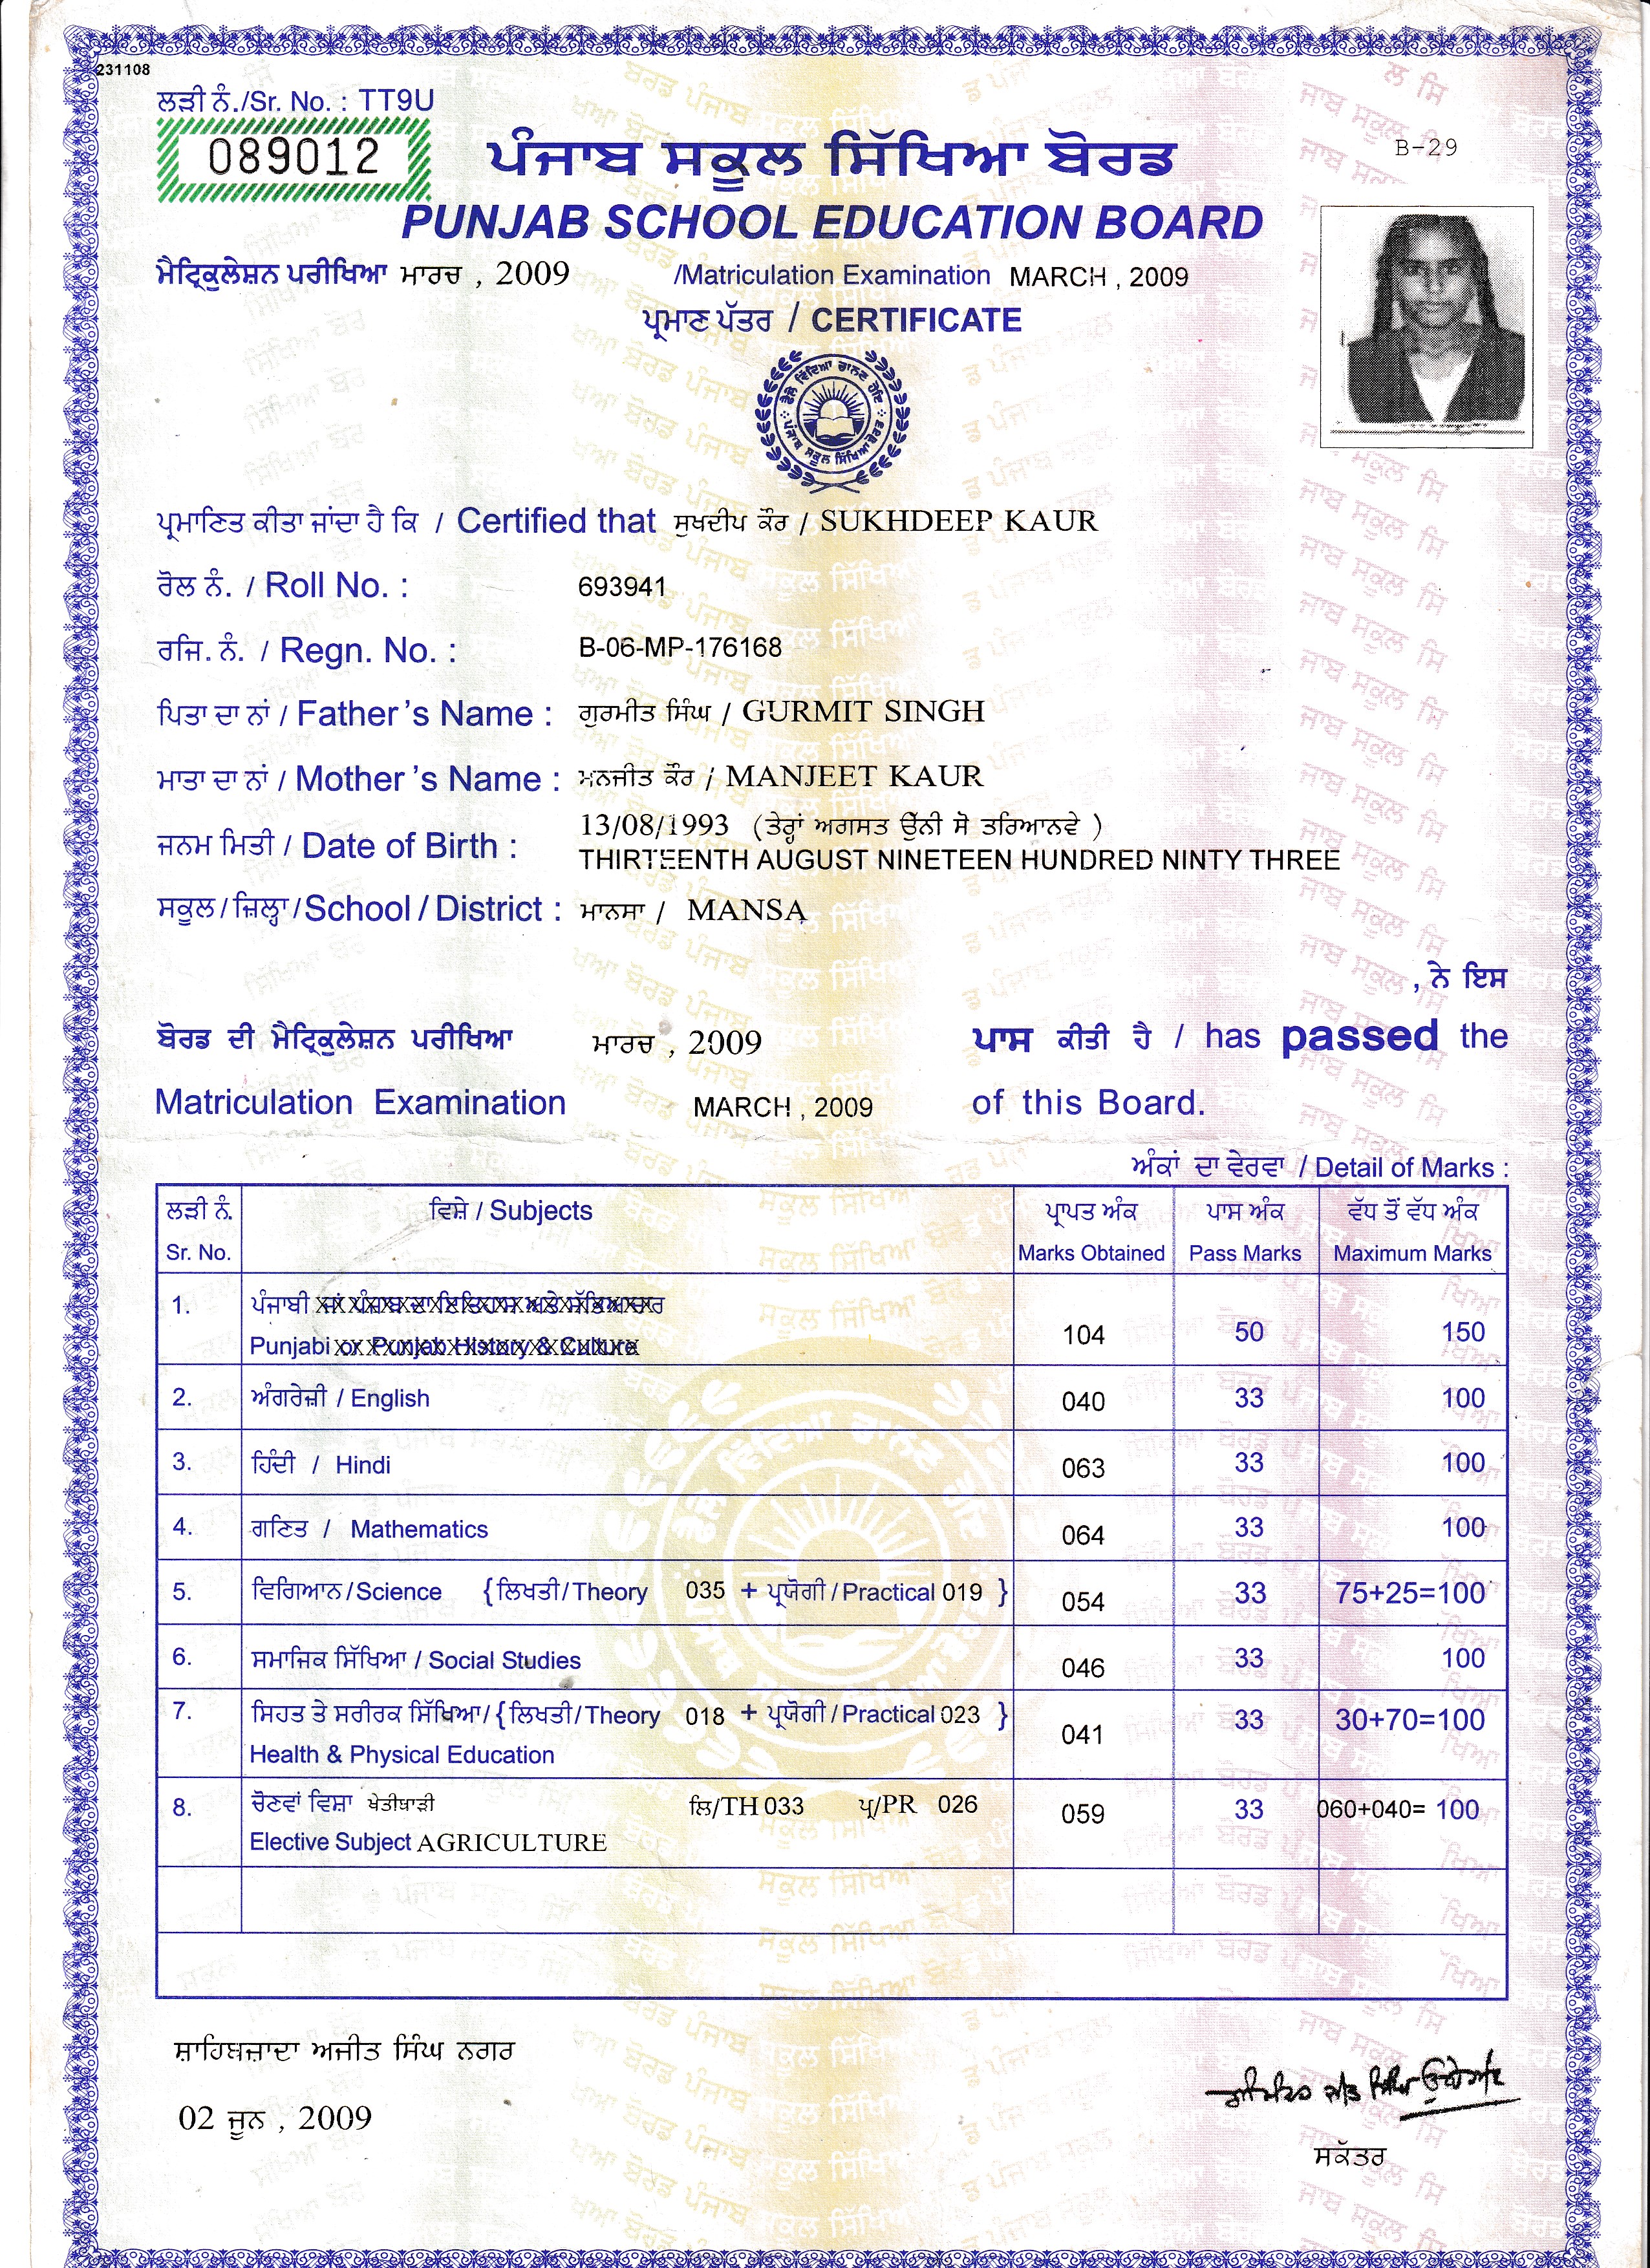 231108
ਲੜੀ ਨੰ./Sr. No. : TT9U
089012
B-29
ਪੰਜਾਬ ਸਕੂਲ ਸਿੱਖਿਆ ਬੋਰਡ
PUNJAB SCHOOL EDUCATION BOARD
ਮੈਟ੍ਰਿਕੂਲੇਸ਼ਨ ਪਰੀਖਿਆ ਮਾਰਚ , 2009 /Matriculation Examination MARCH , 2009
ਪ੍ਰਮਾਣ ਪੱਤਰ / CERTIFICATE
ਪੰਜਾਬ ਸਕੂਲ ਸਿੱਖਿਆ ਬੋਰਡ
ਪ੍ਰਮਾਣਿਤ ਕੀਤਾ ਜਾਂਦਾ ਹੈ ਕਿ / Certified that ਸੁਖਦੀਪ ਕੌਰ / SUKHDEEP KAUR
ਰੋਲ ਨੰ. / Roll No. : 693941
ਰਜਿ. ਨੰ. / Regn. No. : B-06-MP-176168
ਪਿਤਾ ਦਾ ਨਾਂ / Father's Name : ਗੁਰਮੀਤ ਸਿੰਘ / GURMIT SINGH
ਮਾਤਾ ਦਾ ਨਾਂ / Mother's Name : ਮਨਜੀਤ ਕੌਰ / MANJEET KAUR
ਜਨਮ ਮਿਤੀ / Date of Birth : 13/08/1993 (ਤੇਰ੍ਹਾਂ ਅਗਸਤ ਉੱਨੀ ਸੋ ਤਰਿਆਨਵੇ )
THIRTEENTH AUGUST NINETEEN HUNDRED NINTY THREE
ਸਕੂਲ/ਜ਼ਿਲ੍ਹਾ/School / District : ਮਾਨਸਾ / MANSA
, ਨੇ ਇਸ
ਬੋਰਡ ਦੀ ਮੈਟ੍ਰਿਕੂਲੇਸ਼ਨ ਪਰੀਖਿਆ ਮਾਰਚ , 2009 ਪਾਸ ਕੀਤੀ ਹੈ / has passed the
Matriculation Examination MARCH , 2009 of this Board.
ਅੰਕਾਂ ਦਾ ਵੇਰਵਾ / Detail of Marks :
ਲੜੀ ਨੰ. ਵਿਸ਼ੇ / Subjects ਪ੍ਰਾਪਤ ਅੰਕ ਪਾਸ ਅੰਕ ਵੱਧ ਤੋਂ ਵੱਧ ਅੰਕ
Sr. No. Marks Obtained Pass Marks Maximum Marks
1. ਪੰਜਾਬੀ ਜਾਂ ਪੰਜਾਬ ਦਾ ਇਤਿਹਾਸ ਅਤੇ ਸੱਭਿਆਚਾਰ
Punjabi or Punjab History & Culture 104 50 150
2. ਅੰਗਰੇਜ਼ੀ / English 040 33 100
3. ਹਿੰਦੀ / Hindi 063 33 100
4. ਗਣਿਤ / Mathematics 064 33 100
5. ਵਿਗਿਆਨ/Science {ਲਿਖਤੀ/Theory 035 + ਪ੍ਰਯੋਗੀ/Practical 019 } 054 33 75+25=100
6. ਸਮਾਜਿਕ ਸਿੱਖਿਆ / Social Studies 046 33 100
7. ਸਿਹਤ ਤੇ ਸਰੀਰਕ ਸਿੱਖਿਆ/{ਲਿਖਤੀ/Theory 018 + ਪ੍ਰਯੋਗੀ/Practical 023 } 041 33 30+70=100
Health & Physical Education
8. ਚੋਣਵਾਂ ਵਿਸ਼ਾ ਖੇਤੀਬਾੜੀ ਲਿ/TH 033 ਪ੍ਰ/PR 026 059 33 060+040= 100
Elective Subject AGRICULTURE
ਸ਼ਾਹਿਬਜ਼ਾਦਾ ਅਜੀਤ ਸਿੰਘ ਨਗਰ
02 ਜੂਨ , 2009
ਸਕੱਤਰ